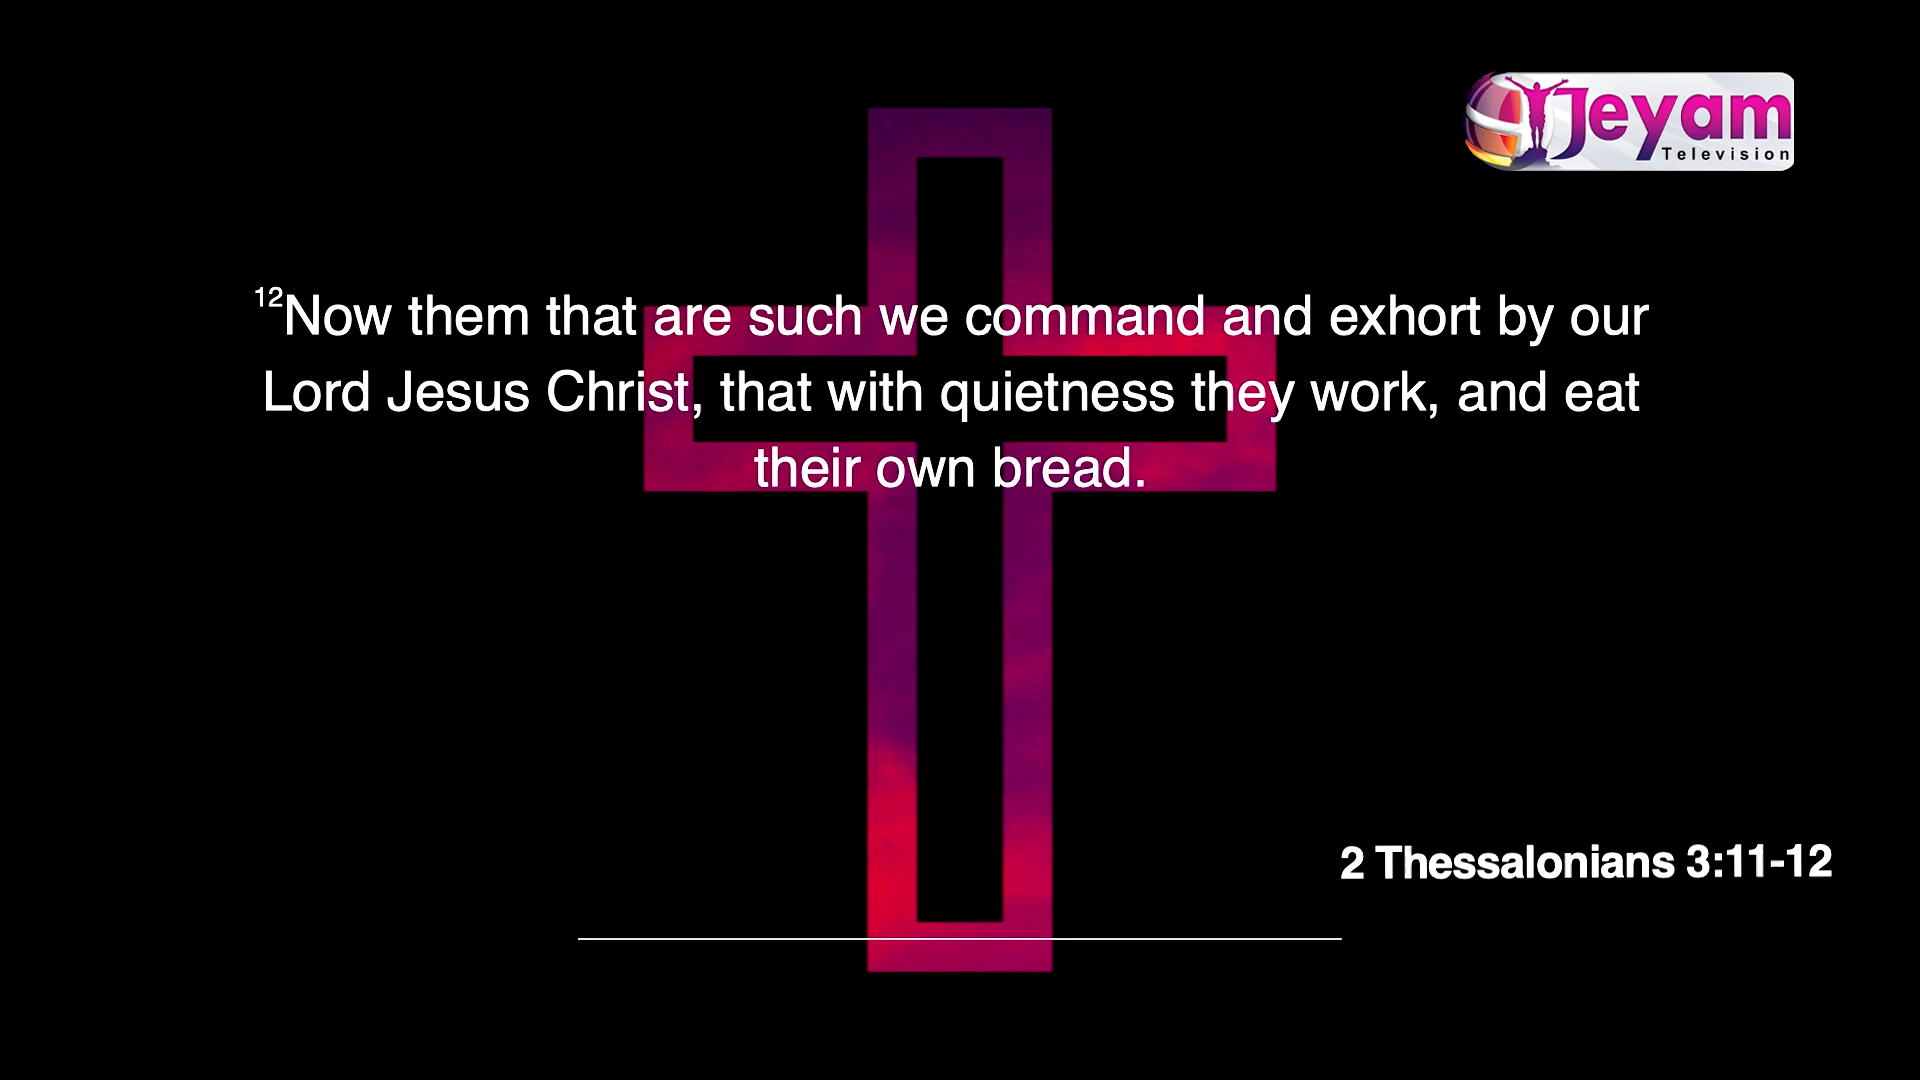 Jeyam
Television
¹²Now them that are such we command and exhort by our
Lord Jesus Christ, that with quietness they work, and eat
their own bread.
2 Thessalonians 3:11-12